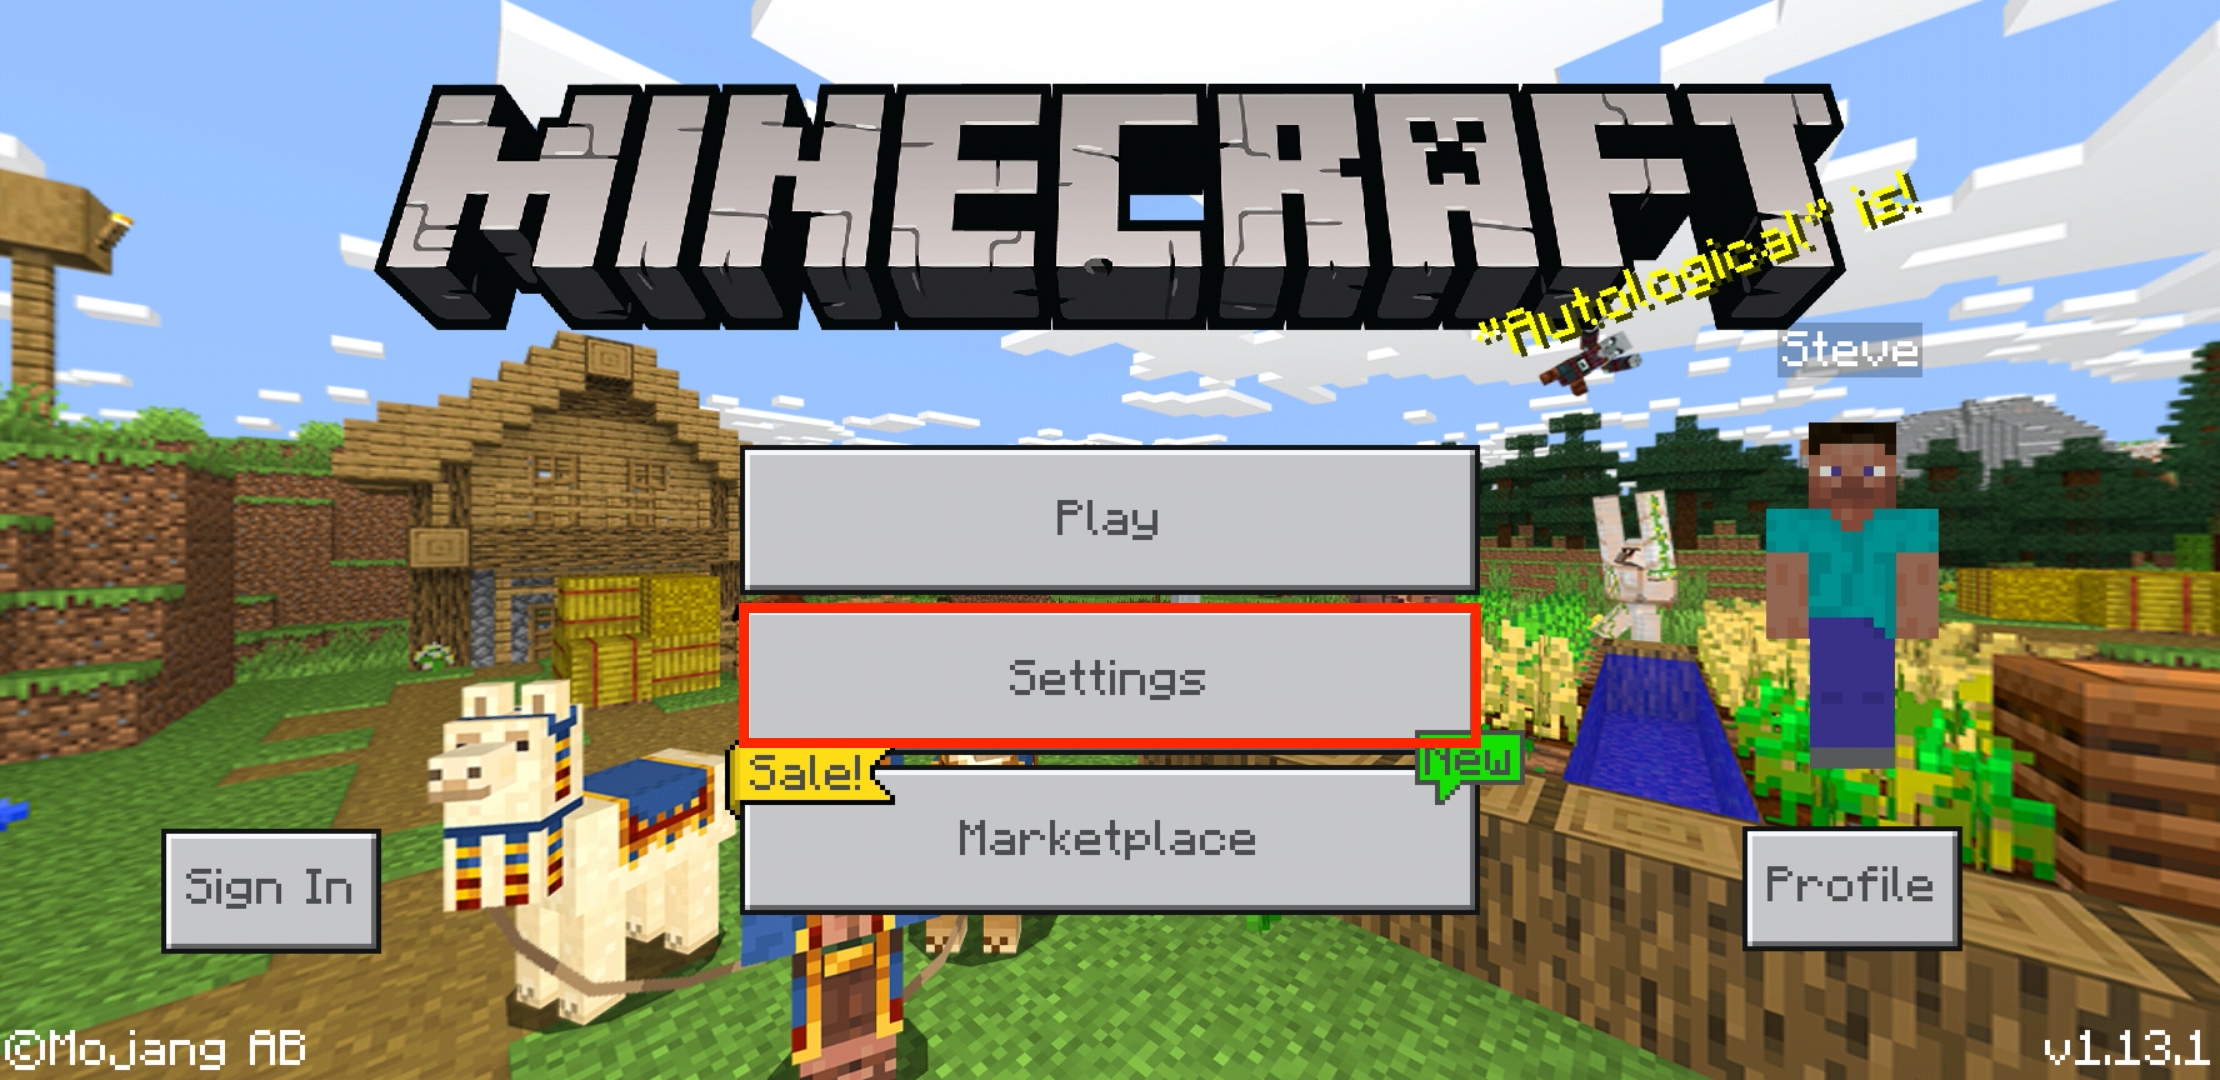 MINECRAFT
"Autological" is!
Steve
Play
Settings
Sale!
New
Marketplace
Sign In
Profile
©Mojang AB
v1.13.1